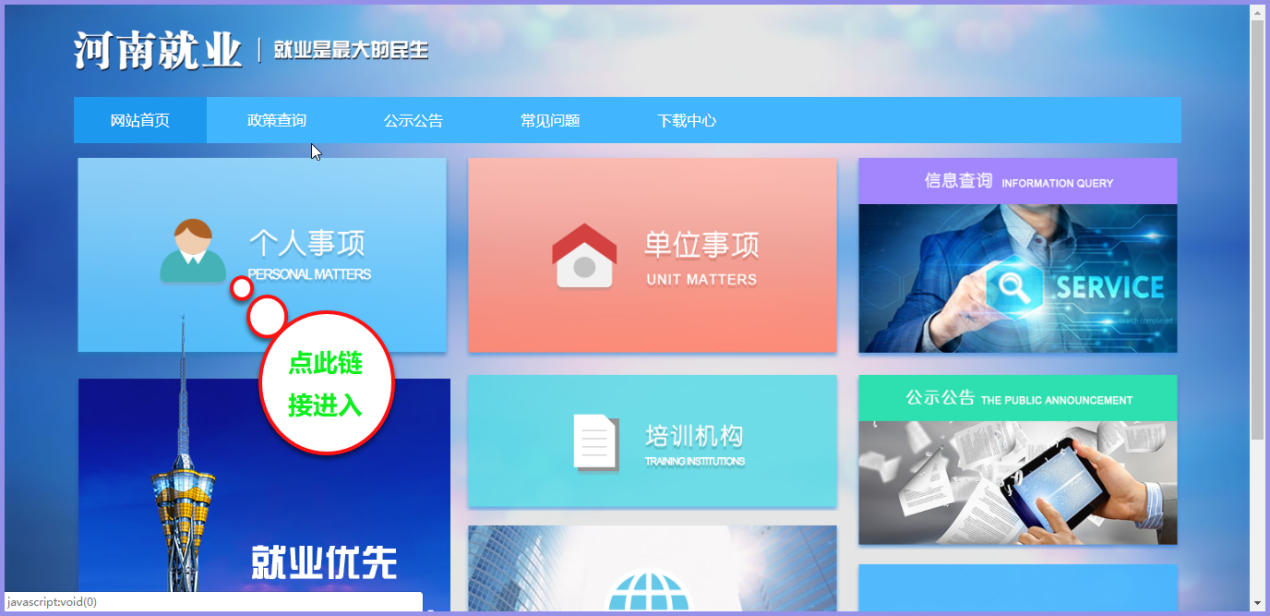 河南就业 | 就业是最大的民生
网站首页 政策查询 公示公告 常见问题 下载中心
个人事项
PERSONAL MATTERS
点此链
接进入
单位事项
UNIT MATTERS
信息查询 INFORMATION QUERY
SERVICE
培训机构
TRAINING INSTITUTIONS
公示公告 THE PUBLIC ANNOUNCEMENT
就业优先
javascript:void(0)